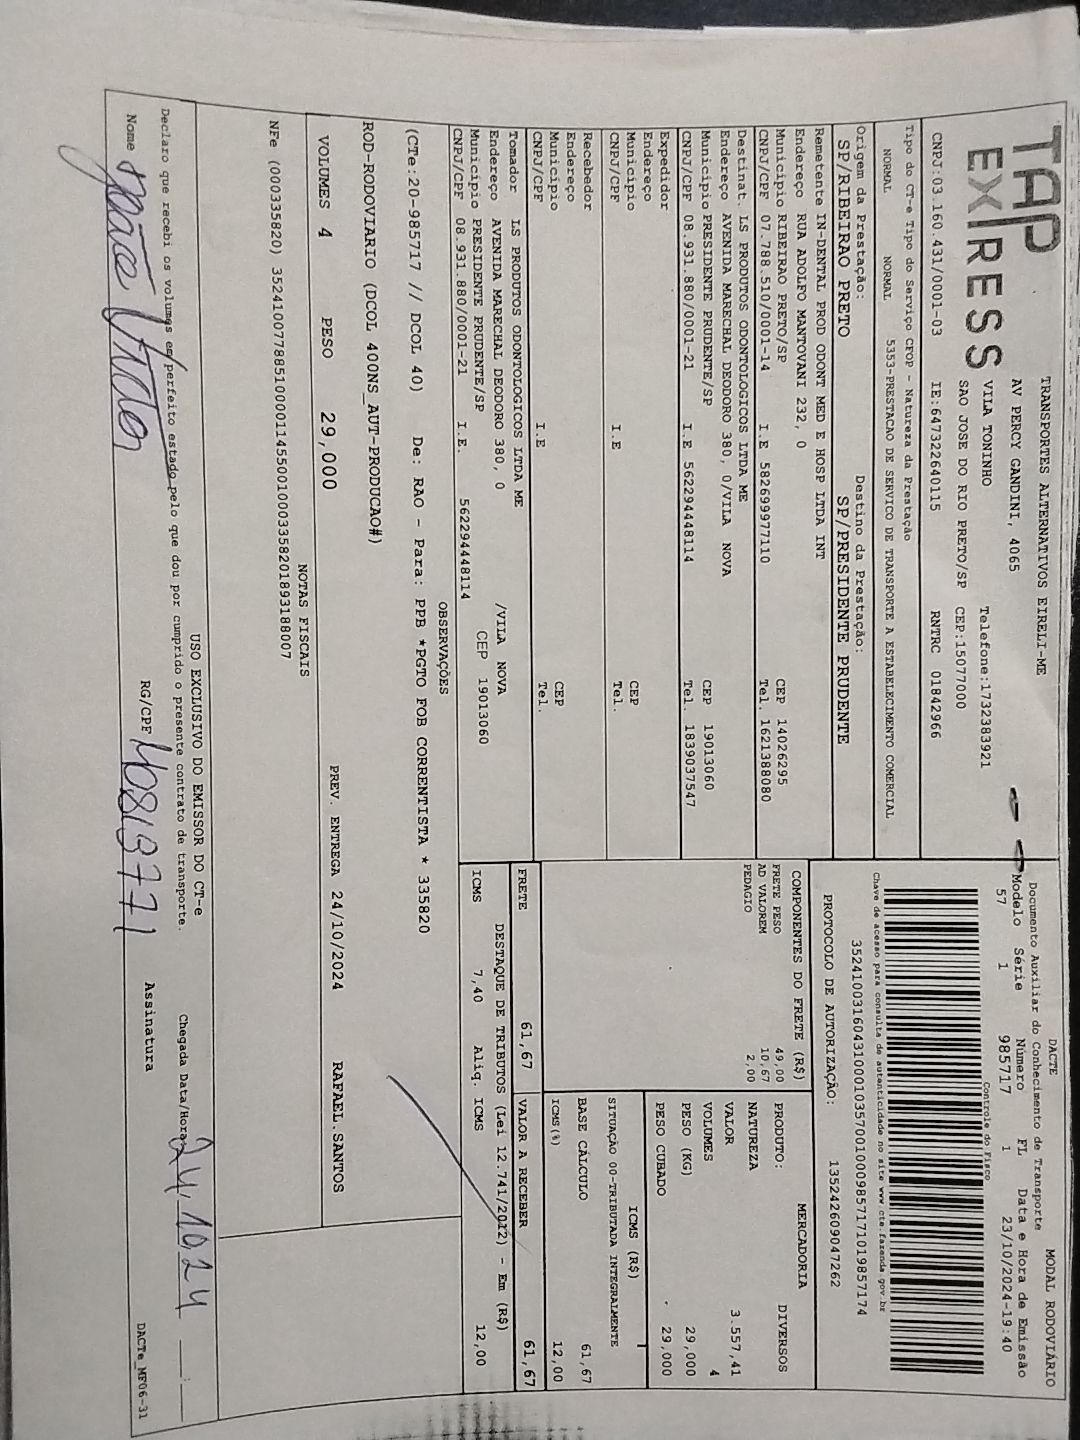 TAP
EXPRESS
TRANSPORTES ALTERNATIVOS EIRELI-ME
AV PERCY GANDINI, 4065
VILA TONINHO Telefone:1732383921
SAO JOSE DO RIO PRETO/SP CEP:15077000
CNPJ:03.160.431/0001-03 IE:647322640115 RNTRC 01842966
DACTE MODAL RODOVIÁRIO
Documento Auxiliar do Conhecimento de Transporte
Modelo Série Número FL Data e Hora de Emissão
57 1 985717 1 23/10/2024-19:40
Controle do Fisco
Chave de acesso para consulta de autenticidade no site www.cte.fazenda.gov.br
35241003160431000103570010009857171019857174
PROTOCOLO DE AUTORIZAÇÃO: 135242609047262
Tipo do CT-e Tipo do Serviço CFOP - Natureza da Prestação
NORMAL NORMAL 5353-PRESTACAO DE SERVICO DE TRANSPORTE A ESTABELECIMENTO COMERCIAL
Origem da Prestação: Destino da Prestação:
SP/RIBEIRAO PRETO SP/PRESIDENTE PRUDENTE
Remetente IN-DENTAL PROD ODONT MED E HOSP LTDA INT
Endereço RUA ADOLFO MANTOVANI 232, 0
Municipio RIBEIRAO PRETO/SP CEP 14026295
CNPJ/CPF 07.788.510/0001-14 I.E 582699977110 Tel. 1621388080
Destinat. LS PRODUTOS ODONTOLOGICOS LTDA ME
Endereço AVENIDA MARECHAL DEODORO 380, 0/VILA NOVA
Municipio PRESIDENTE PRUDENTE/SP CEP 19013060
CNPJ/CPF 08.931.880/0001-21 I.E 562294448114 Tel. 1839037547
Expedidor
Endereço
Municipio CEP
CNPJ/CPF I.E Tel.
Recebedor
Endereço
Municipio CEP
CNPJ/CPF I.E Tel.
Tomador LS PRODUTOS ODONTOLOGICOS LTDA ME
Endereço AVENIDA MARECHAL DEODORO 380, 0 /VILA NOVA
Municipio PRESIDENTE PRUDENTE/SP CEP 19013060
CNPJ/CPF 08.931.880/0001-21 I.E. 562294448114
COMPONENTES DO FRETE (R$)
FRETE PESO 49,00
AD VALOREM 10,67
PEDAGIO 2,00
MERCADORIA
PRODUTO: DIVERSOS
NATUREZA
VALOR 3.557,41
VOLUMES 4
PESO (KG) 29,000
PESO CUBADO 29,000
ICMS (R$)
SITUAÇÃO 00-TRIBUTADA INTEGRALMENTE
BASE CÁLCULO 61,67
ICMS(%) 12,00
FRETE 61,67 VALOR A RECEBER 61,67
DESTAQUE DE TRIBUTOS (Lei 12.741/2012) - Em (R$)
ICMS 7,40 Aliq. ICMS 12,00
OBSERVAÇÕES
(CTe:20-985717 // DCOL 40) De: RAO - Para: PPB *PGTO FOB CORRENTISTA * 335820
ROD-RODOVIARIO (DCOL 400NS_AUT-PRODUCAO#)
VOLUMES 4 PESO 29,000 PREV. ENTREGA 24/10/2024 RAFAEL.SANTOS
NOTAS FISCAIS
NFe (000335820) 35241007788510000114550010003358201893188007
USO EXCLUSIVO DO EMISSOR DO CT-e
Declaro que recebi os volumes em perfeito estado pelo que dou por cumprido o presente contrato de transporte. Chegada Data/Hora 24.10.24
Nome RG/CPF Assinatura
DACTe_MF06-31